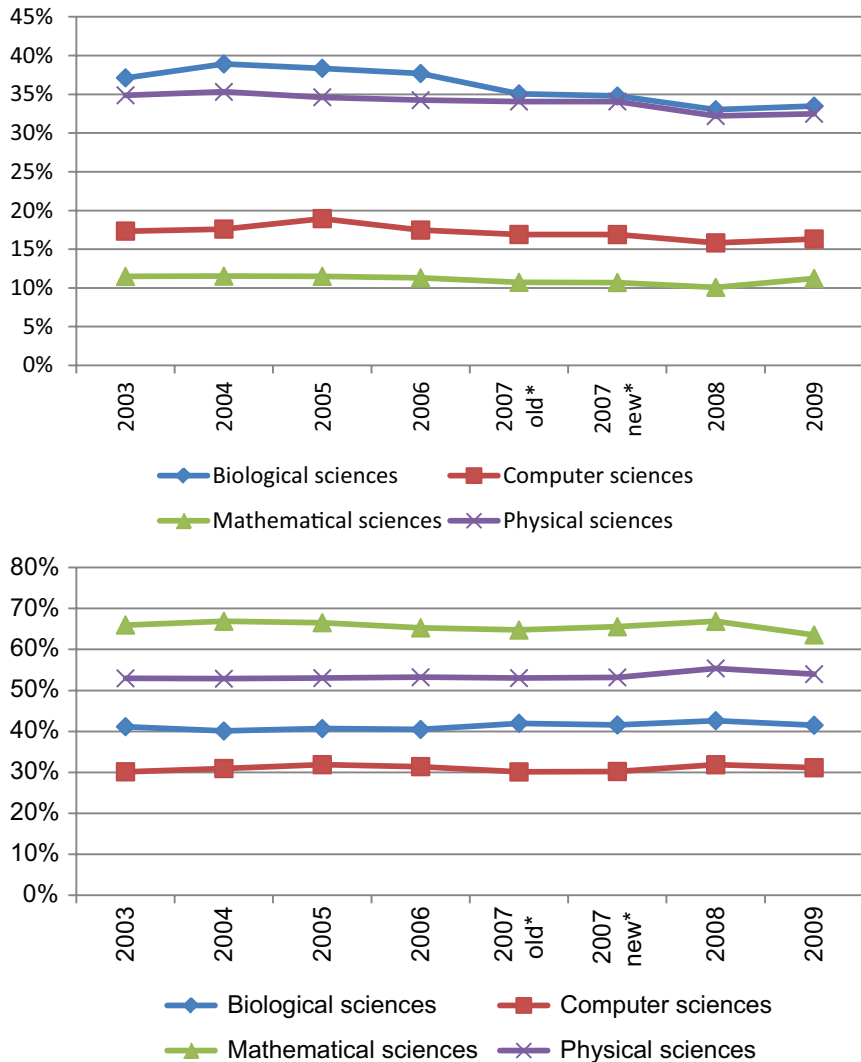 45%
40%
35%
30%
25%
20%
15%
10%
5%
0%
2003
2004
2005
2006
2007
old*
2007
new*
2008
2009
Biological sciences
Computer sciences
Mathematical sciences
Physical sciences
80%
70%
60%
50%
40%
30%
20%
10%
0%
2003
2004
2005
2006
2007
old*
2007
new*
2008
2009
Biological sciences
Computer sciences
Mathematical sciences
Physical sciences